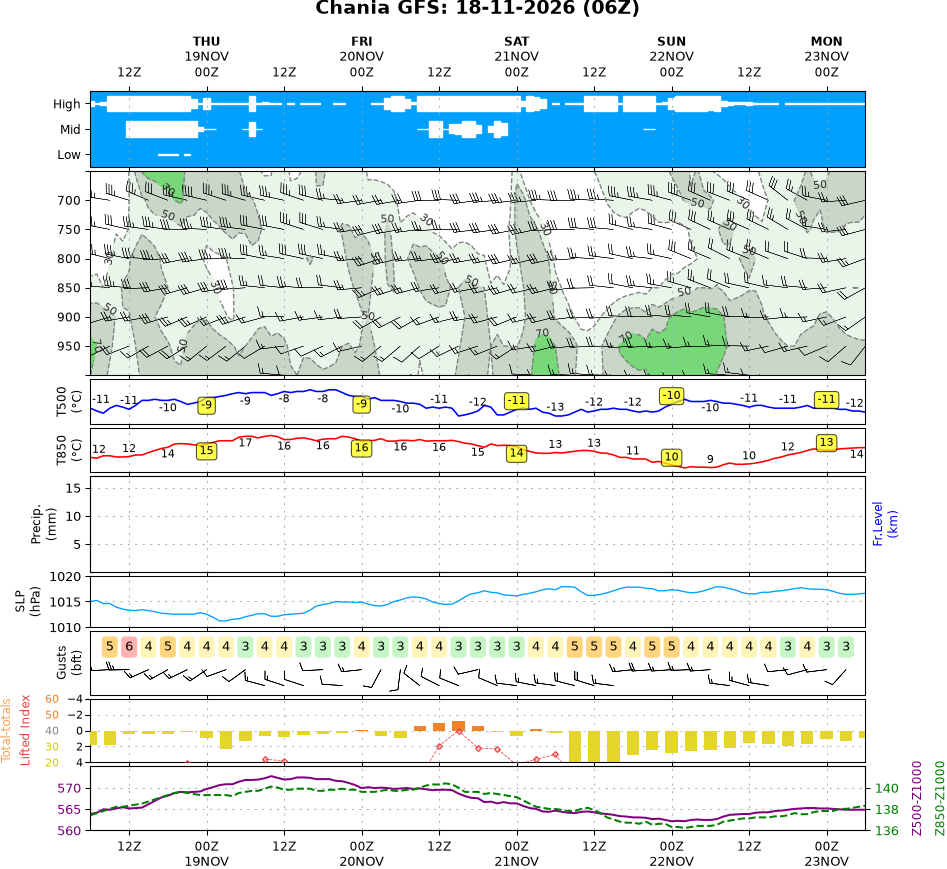 Chania GFS: 18-11-2026 (06Z)
THU FRI SAT SUN MON
19NOV 20NOV 21NOV 22NOV 23NOV
12Z 00Z 12Z 00Z 12Z 00Z 12Z 00Z 12Z 00Z
High
Mid
Low
700
750
800
850
900
950
T500 (°C)
-11 -11 -10 -9 -9 -8 -8 -9 -10 -11 -12 -11 -13 -12 -12 -10 -10 -11 -11 -11 -12
T850 (°C)
12 12 14 15 17 16 16 16 16 16 15 14 13 13 11 10 9 10 12 13 14
Precip. (mm)
15
10
5
Fr.Level (km)
SLP (hPa)
1020
1015
1010
Gusts (bft)
5 6 4 5 4 4 4 3 4 4 3 3 3 4 3 3 4 4 3 3 3 3 4 4 5 5 5 4 5 5 4 4 4 4 4 3 4 3 3
Total-totals
Lifted Index
60 −4
50 −2
40 0
30 2
20 4
570 140
565 138
560 136
Z500-Z1000
Z850-Z1000
12Z 00Z 12Z 00Z 12Z 00Z 12Z 00Z 12Z 00Z
19NOV 20NOV 21NOV 22NOV 23NOV